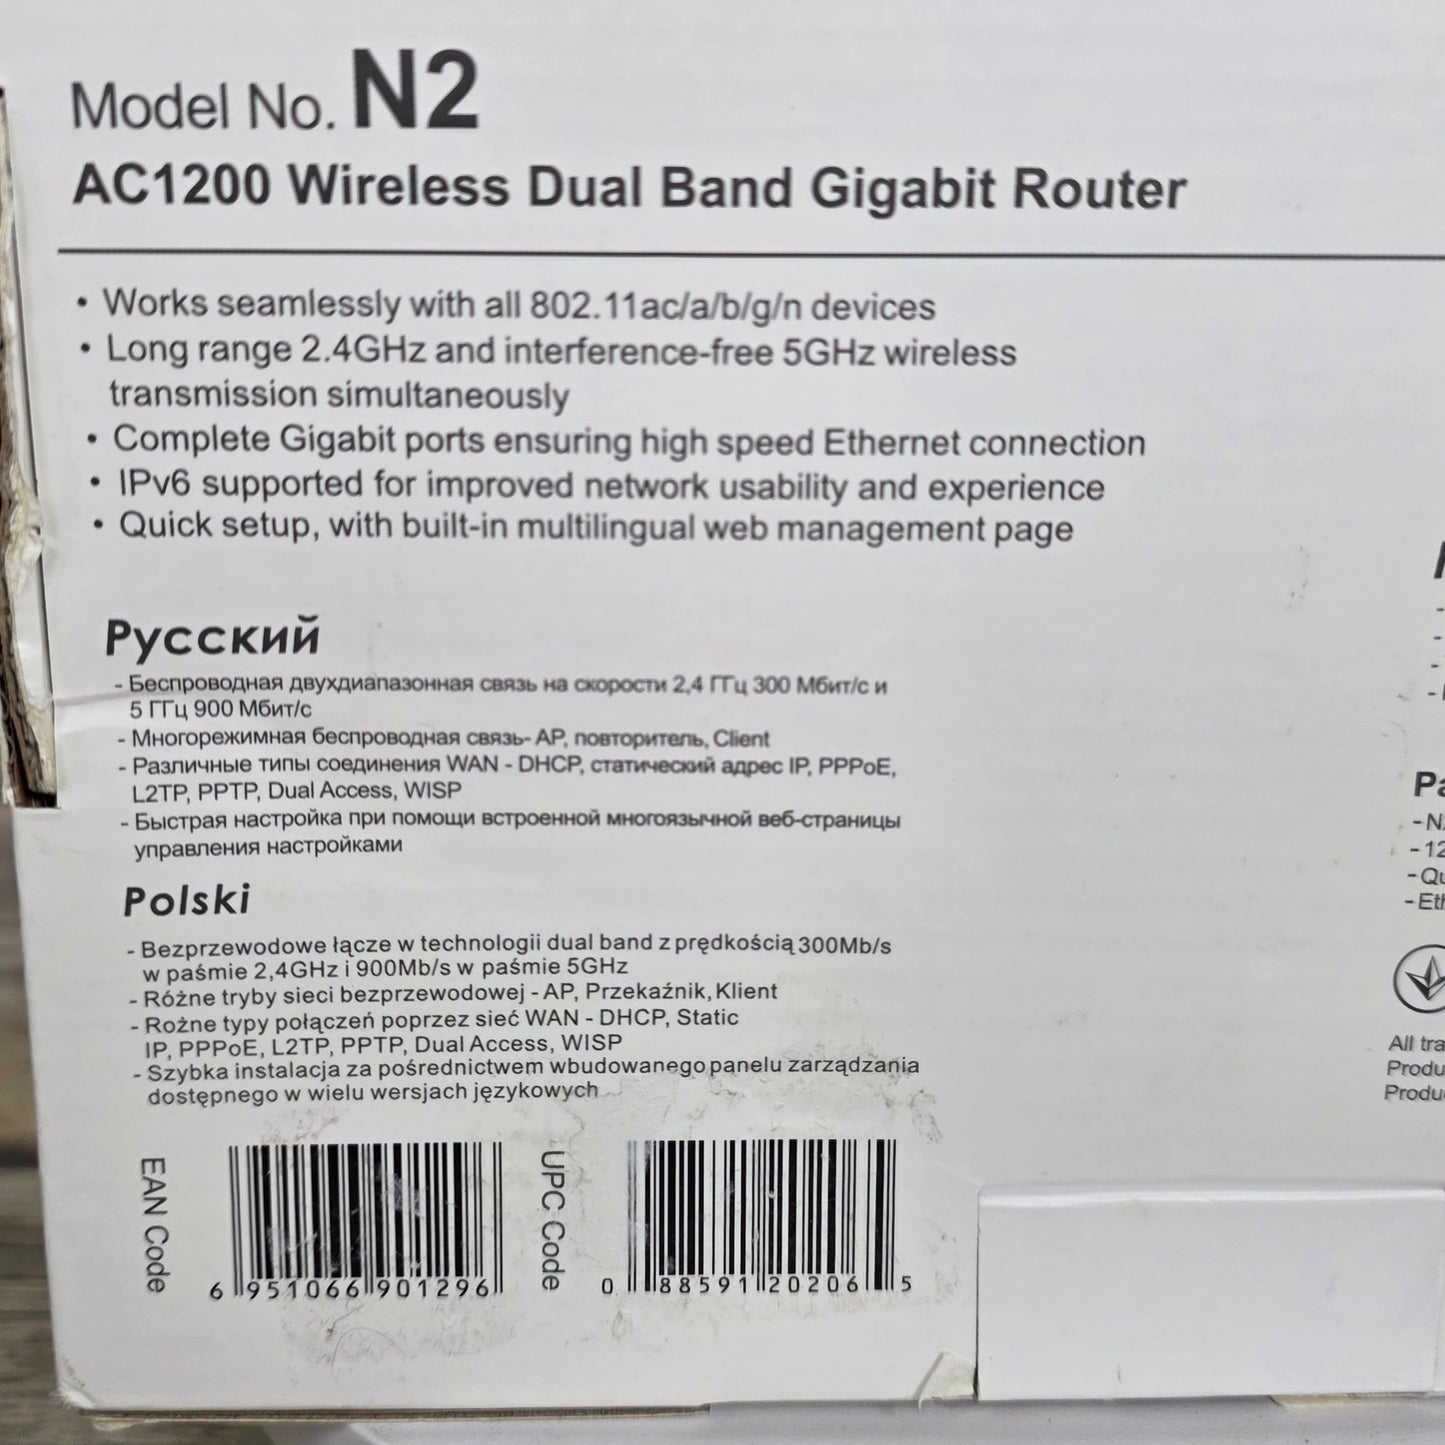 Model No. N2
AC1200 Wireless Dual Band Gigabit Router
• Works seamlessly with all 802.11ac/a/b/g/n devices
• Long range 2.4GHz and interference-free 5GHz wireless
transmission simultaneously
• Complete Gigabit ports ensuring high speed Ethernet connection
• IPv6 supported for improved network usability and experience
• Quick setup, with built-in multilingual web management page
Русский
- Беспроводная двухдиапазонная связь на скорости 2,4 ГГц 300 Мбит/с и
5 ГГц 900 Мбит/с
- Многорежимная беспроводная связь- AP, повторитель, Client
- Различные типы соединения WAN - DHCP, статический адрес IP, PPPoE,
L2TP, PPTP, Dual Access, WISP
- Быстрая настройка при помощи встроенной многоязычной веб-страницы
управления настройками
Polski
- Bezprzewodowe łącze w technologii dual band z prędkością 300Mb/s
w paśmie 2,4GHz i 900Mb/s w paśmie 5GHz
- Różne tryby sieci bezprzewodowej - AP, Przekaźnik, Klient
- Rożne typy połączeń poprzez sieć WAN - DHCP, Static
IP, PPPoE, L2TP, PPTP, Dual Access, WISP
- Szybka instalacja za pośrednictwem wbudowanego panelu zarządzania
dostępnego w wielu wersjach językowych
EAN Code
6 951066 901296
UPC Code
0 88591 20206 5
All